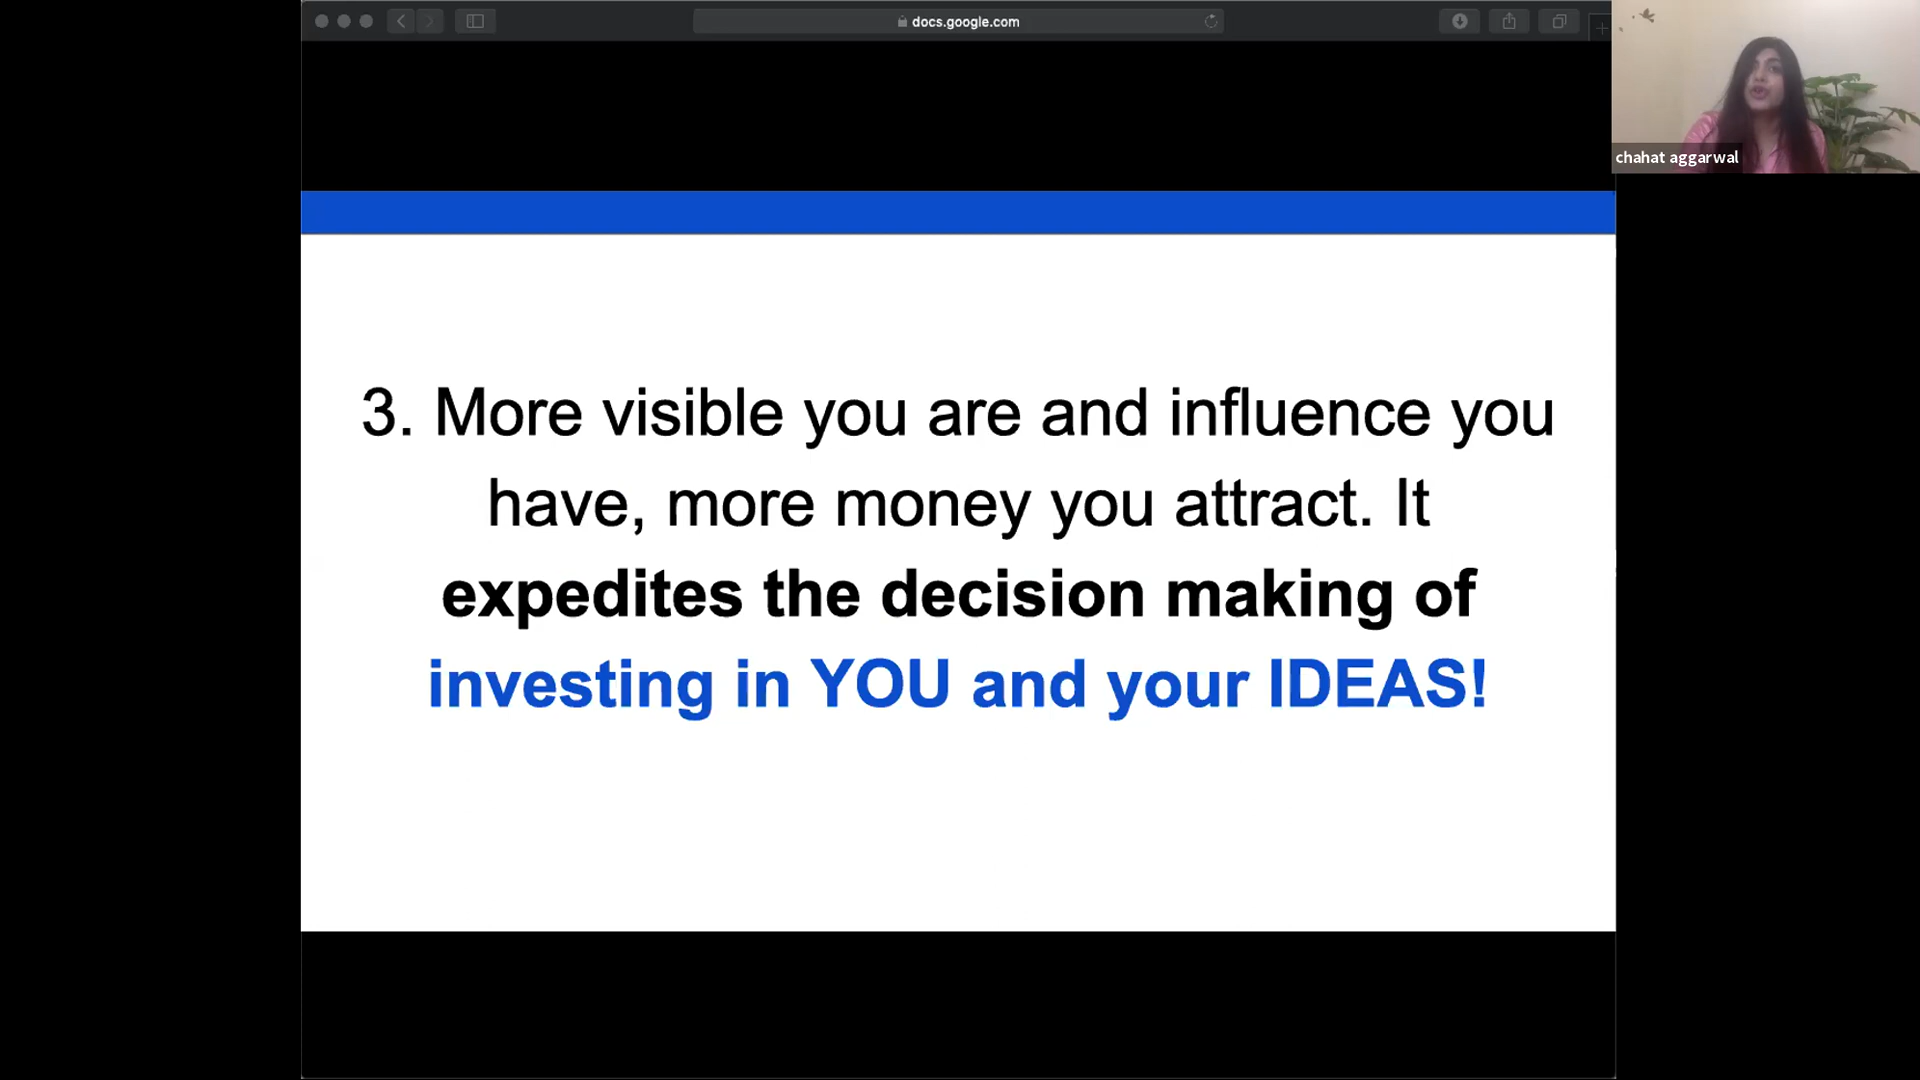 docs.google.com
chahat aggarwal
3. More visible you are and influence you
have, more money you attract. It
expedites the decision making of
investing in YOU and your IDEAS!